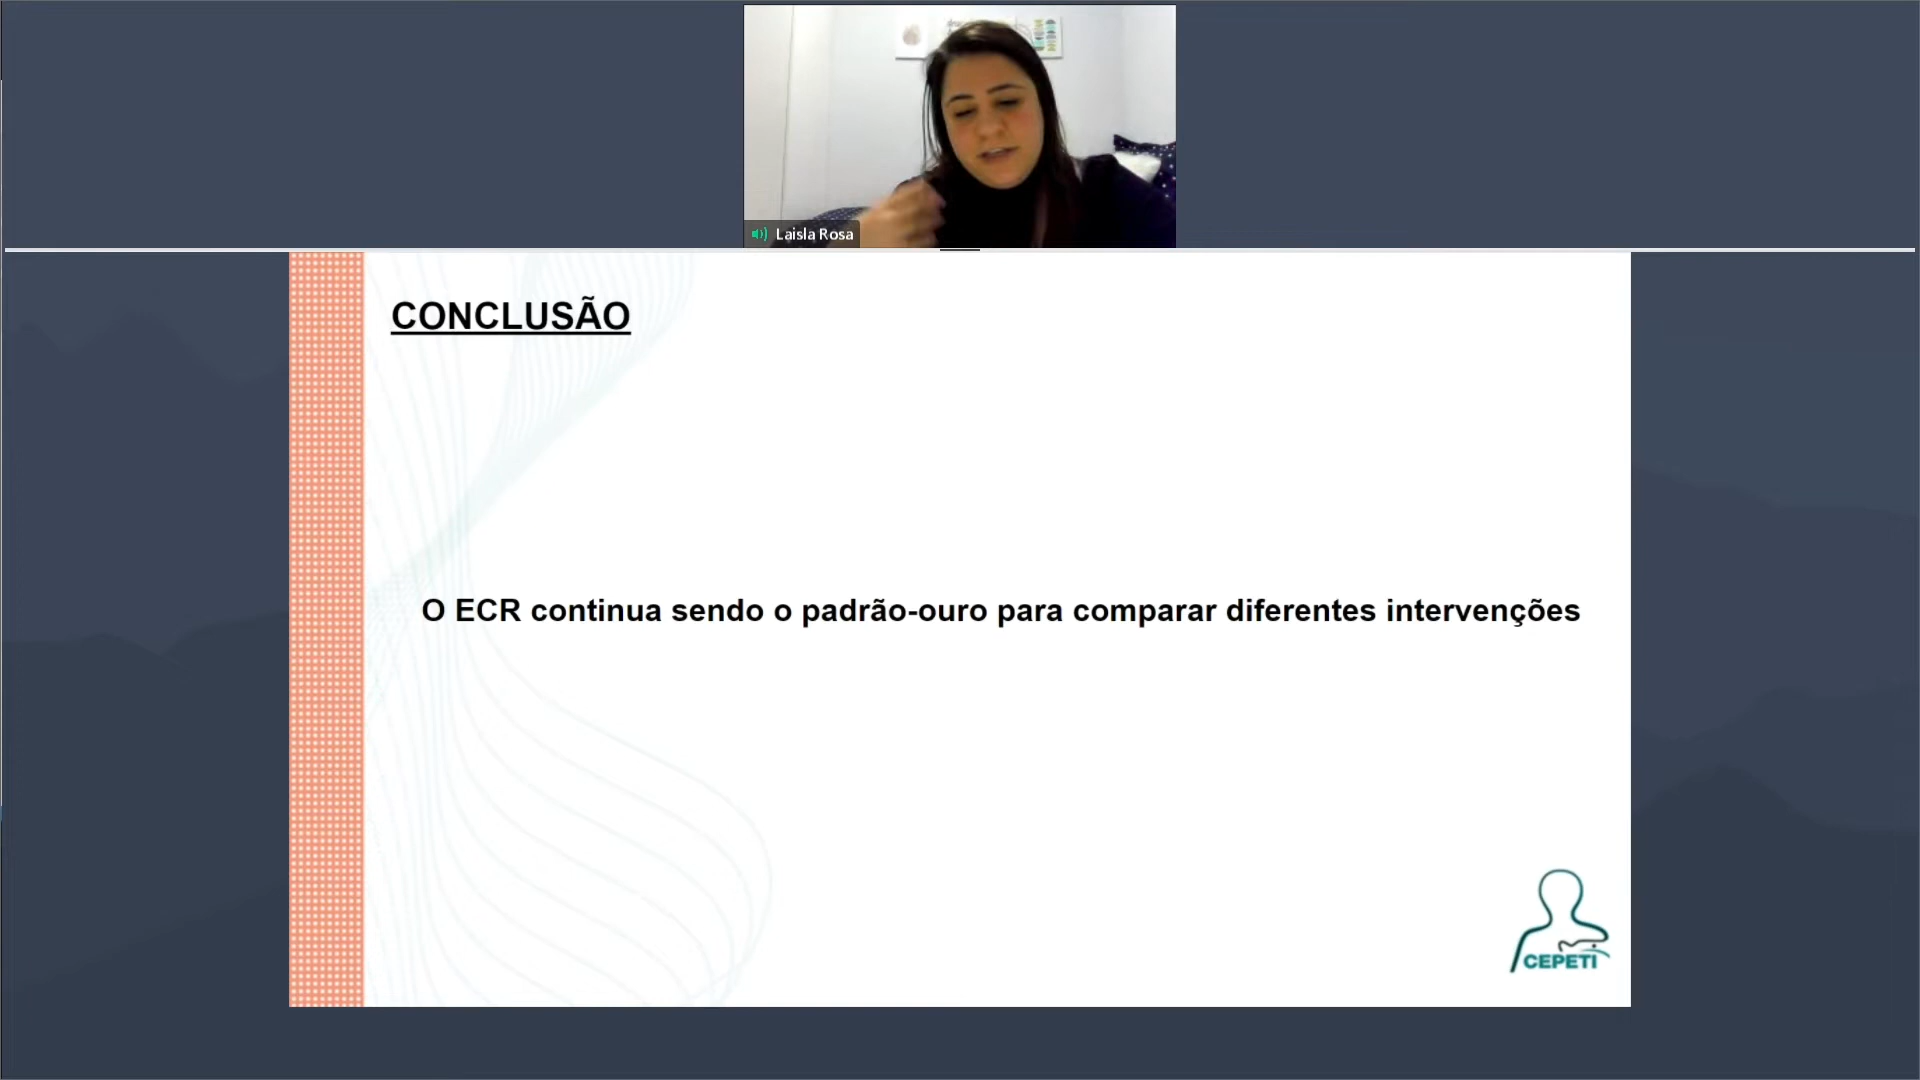 Laisla Rosa
CONCLUSÃO
O ECR continua sendo o padrão-ouro para comparar diferentes intervenções
CEPETI